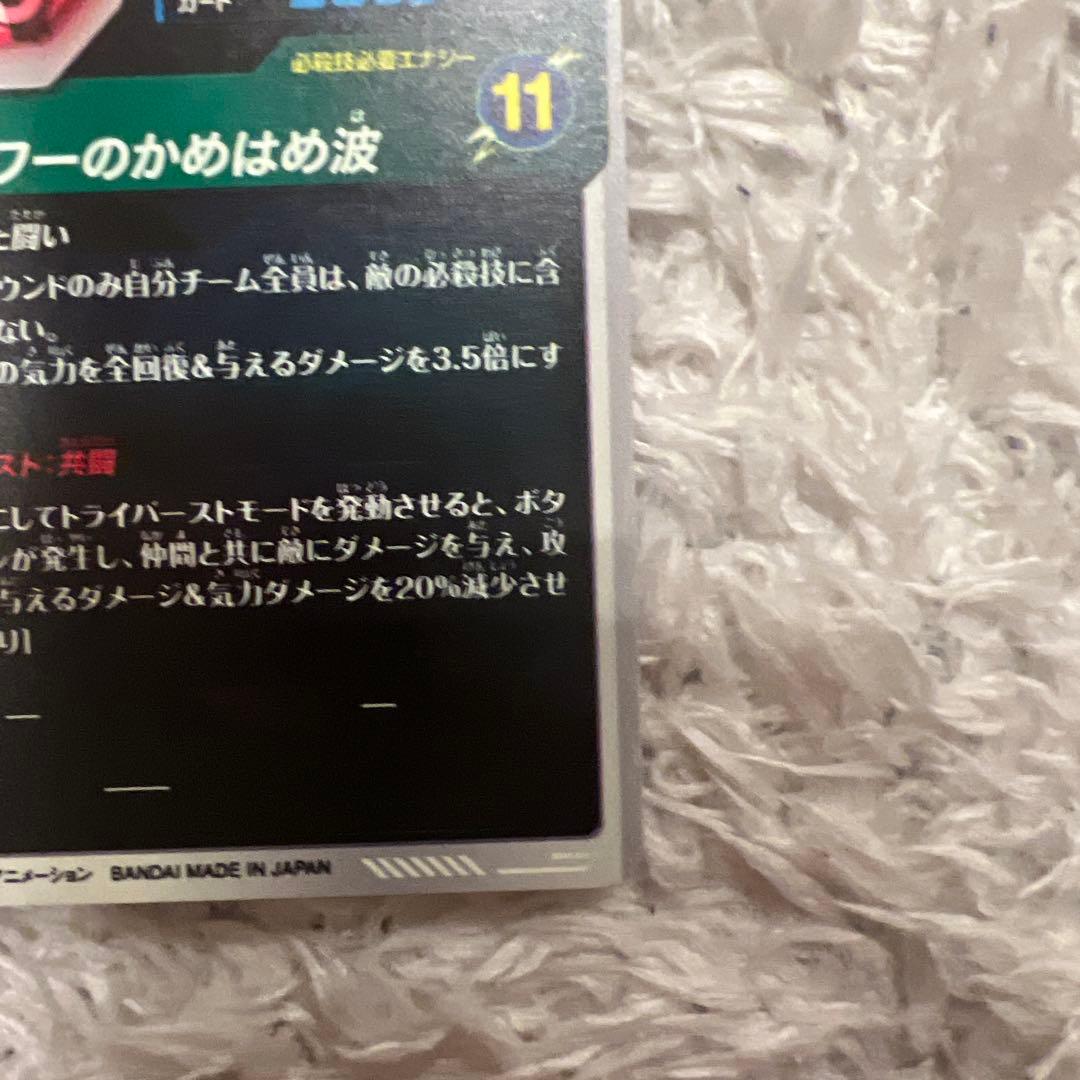 カード
必殺技必要エナジー
11
フーのかめはめ波
と闘い
ウンドのみ自分チーム全員は、敵の必殺技に含
ない。
の気力を全回復&与えるダメージを3.5倍にす
スト:共闘
にしてトライバーストモードを発動させると、ボタ
が発生し、仲間と共に敵にダメージを与え、攻
与えるダメージ&気力ダメージを20%減少させ
り]
アニメーション BANDAI MADE IN JAPAN